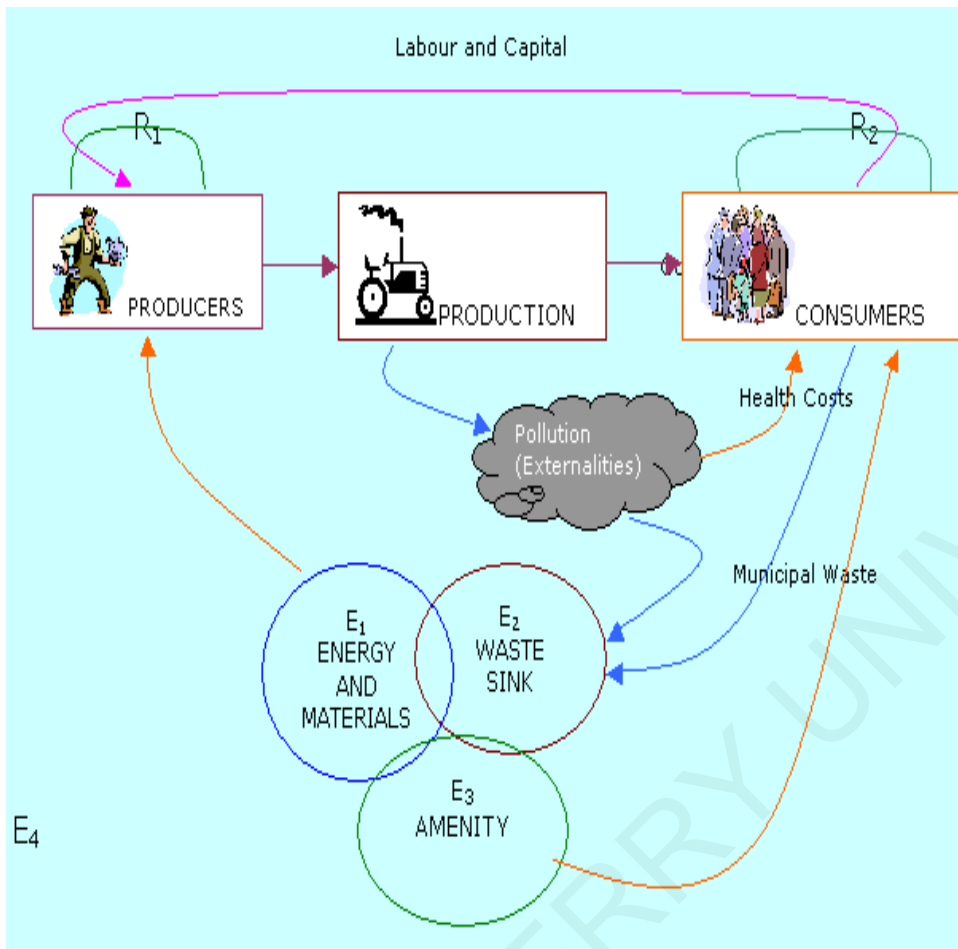 Labour and Capital
R₁
R₂
PRODUCERS
PRODUCTION
CONSUMERS
Health Costs
Pollution
(Externalities)
Municipal Waste
E₁
ENERGY
AND
MATERIALS
E₂
WASTE
SINK
E₃
AMENITY
E₄